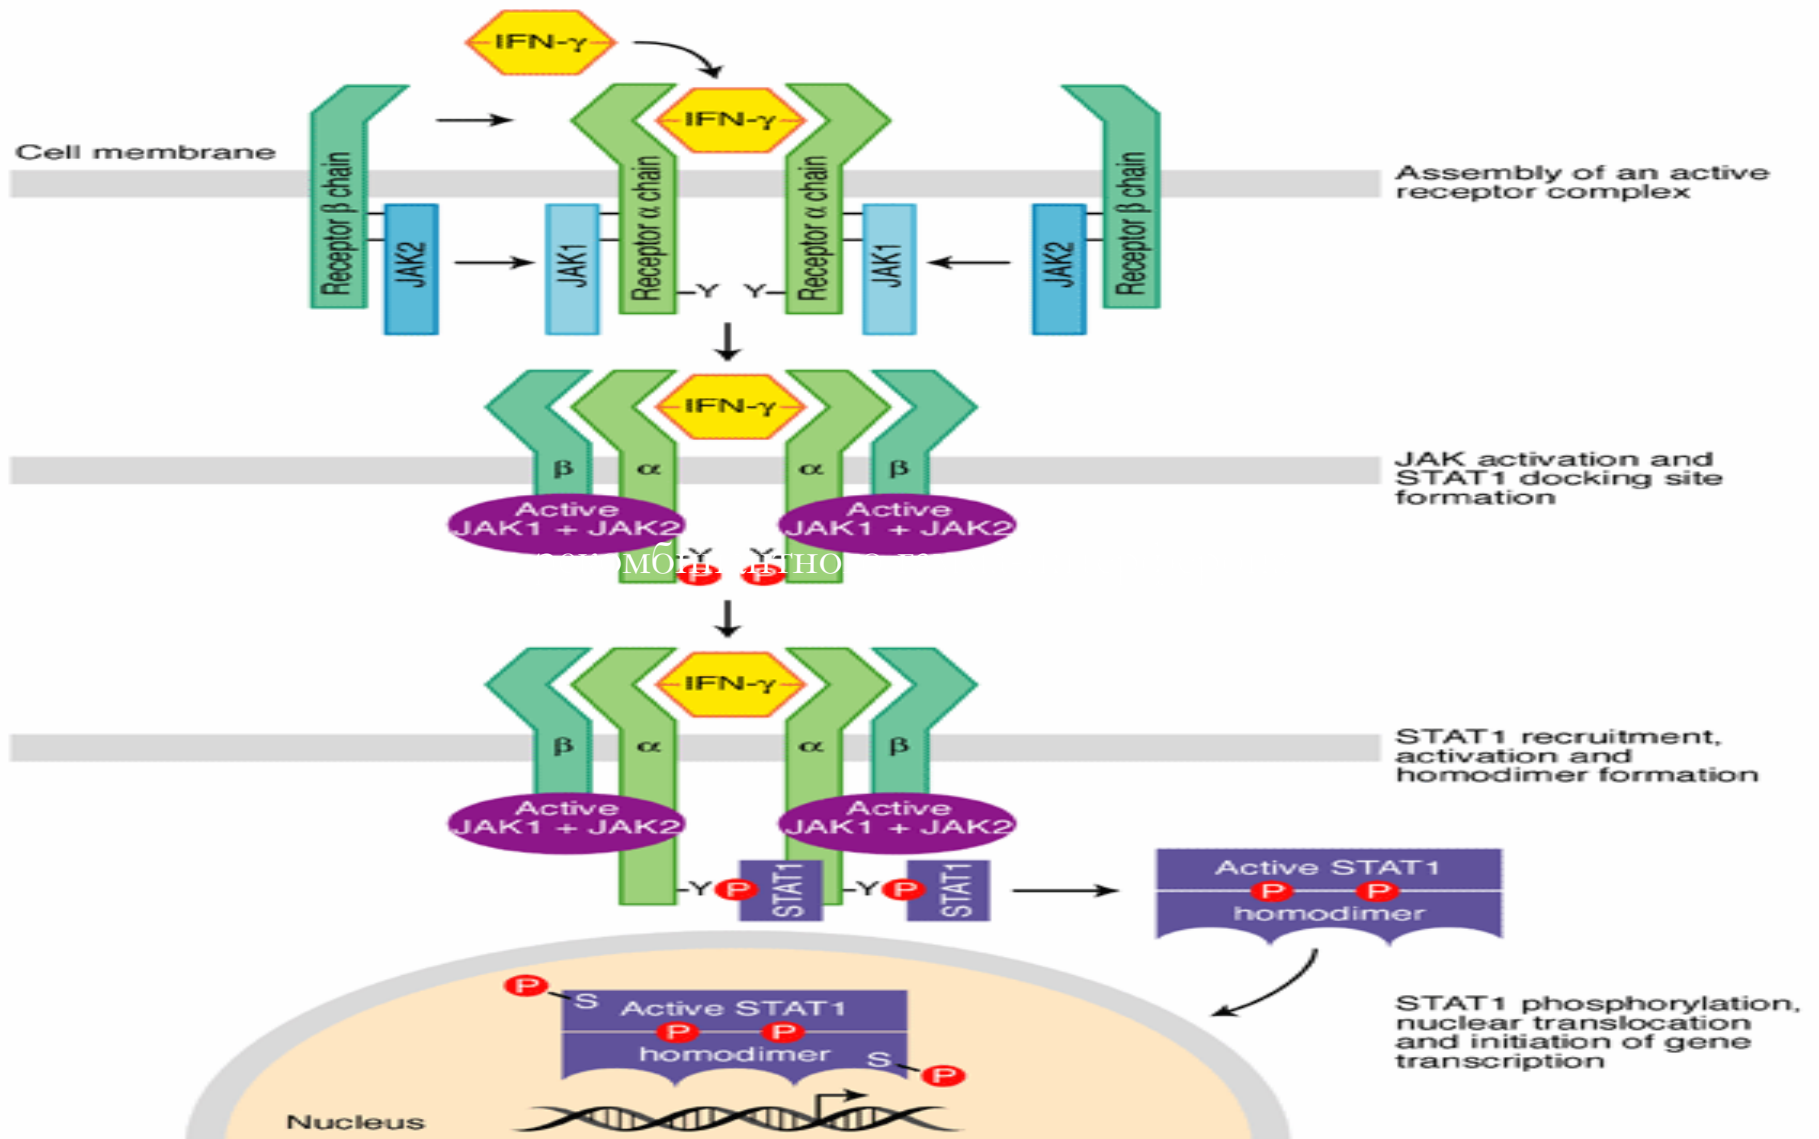 IFN-γ
IFN-γ
Cell membrane
Receptor β chain
JAK2
JAK1
Receptor α chain
Receptor α chain
JAK1
JAK2
Receptor β chain
Y Y
Assembly of an active
receptor complex
IFN-γ
β α α β
Active
JAK1 + JAK2
Active
JAK1 + JAK2
Y Y
P P
JAK activation and
STAT1 docking site
formation
IFN-γ
β α α β
Active
JAK1 + JAK2
Active
JAK1 + JAK2
Y P STAT1
Y P STAT1
STAT1 recruitment,
activation and
homodimer formation
Active STAT1
P P
homodimer
P S
Active STAT1
P P
homodimer
S P
STAT1 phosphorylation,
nuclear translocation
and initiation of gene
transcription
Nucleus